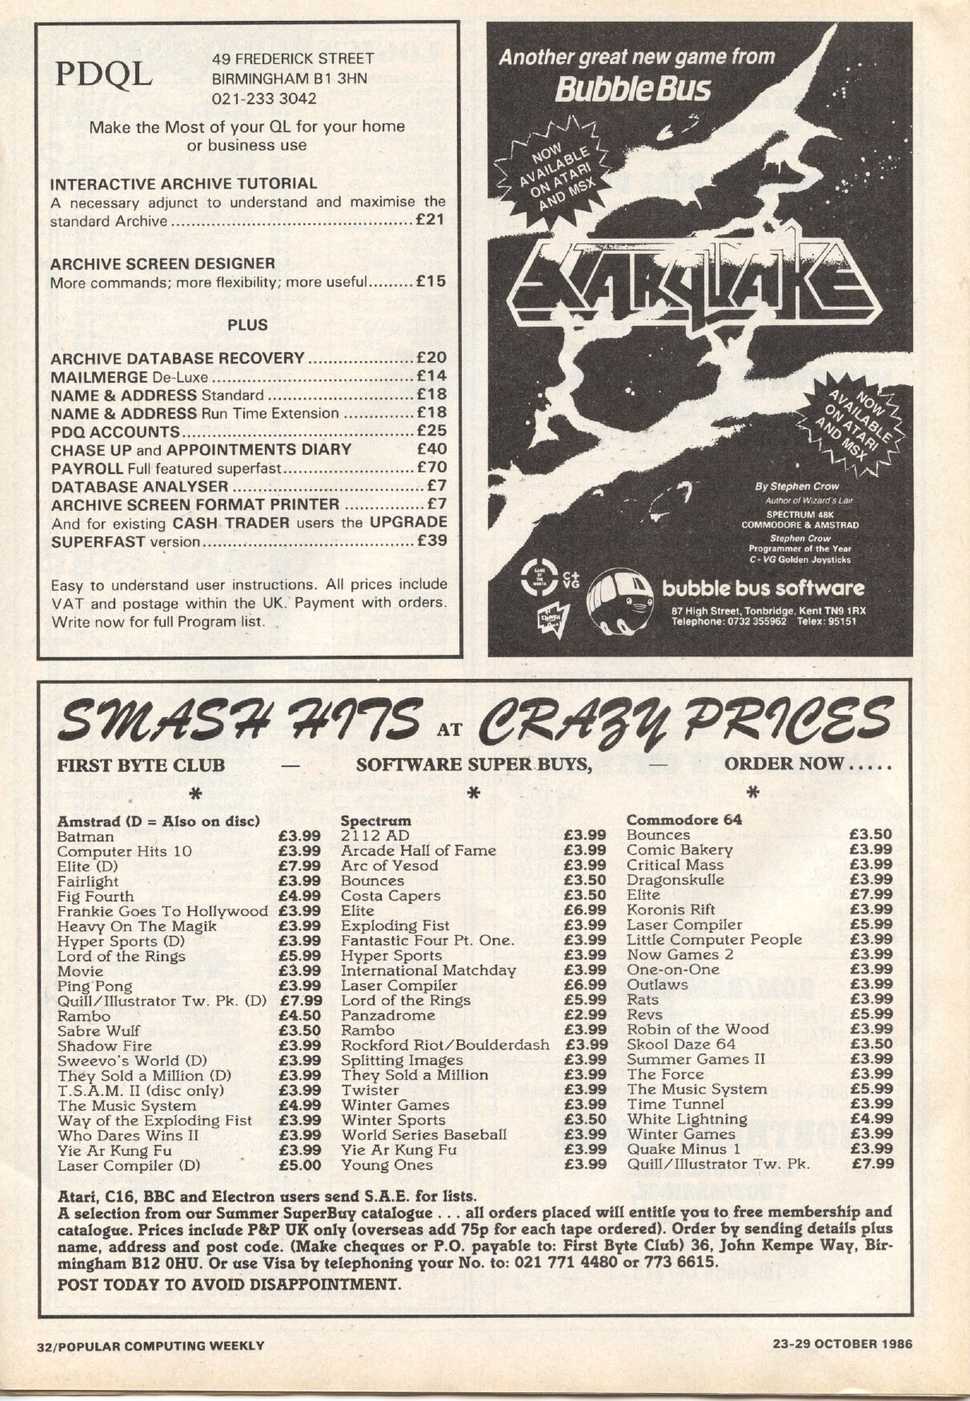 PDQL
49 FREDERICK STREET
BIRMINGHAM B1 3HN
021-233 3042
Make the Most of your QL for your home
or business use
INTERACTIVE ARCHIVE TUTORIAL
A necessary adjunct to understand and maximise the
standard Archive ........................................... £21
ARCHIVE SCREEN DESIGNER
More commands; more flexibility; more useful ........ £15
PLUS
ARCHIVE DATABASE RECOVERY .................... £20
MAILMERGE De-Luxe ...................................... £14
NAME & ADDRESS Standard ............................ £18
NAME & ADDRESS Run Time Extension ............. £18
PDQ ACCOUNTS ........................................... £25
CHASE UP and APPOINTMENTS DIARY £40
PAYROLL Full featured superfast ........................ £70
DATABASE ANALYSER .................................... £7
ARCHIVE SCREEN FORMAT PRINTER ............... £7
And for existing CASH TRADER users the UPGRADE
SUPERFAST version ........................................ £39
Easy to understand user instructions. All prices include
VAT and postage within the UK. Payment with orders.
Write now for full Program list.
Another great new game from
Bubble Bus
NOW
AVAILABLE
ON ATARI
AND MSX
STARQUAKE
NOW
AVAILABLE
ON ATARI
AND MSX
By Stephen Crow
Author of Wizard's Lair
SPECTRUM 48K
COMMODORE & AMSTRAD
Stephen Crow
Programmer of the Year
C + VG Golden Joysticks
GAME OF THE MONTH
C+
VG
bubble bus software
87 High Street, Tonbridge, Kent TN9 1RX
Telephone: 0732 355962 Telex: 95151
SMASH HITS AT CRAZY PRICES
FIRST BYTE CLUB — SOFTWARE SUPER BUYS, — ORDER NOW.....
* * *
Amstrad (D = Also on disc)
Batman £3.99
Computer Hits 10 £3.99
Elite (D) £7.99
Fairlight £3.99
Fig Fourth £4.99
Frankie Goes To Hollywood £3.99
Heavy On The Magik £3.99
Hyper Sports (D) £3.99
Lord of the Rings £5.99
Movie £3.99
Ping Pong £3.99
Quill/Illustrator Tw. Pk. (D) £7.99
Rambo £4.50
Sabre Wulf £3.50
Shadow Fire £3.99
Sweevo's World (D) £3.99
They Sold a Million (D) £3.99
T.S.A.M. II (disc only) £3.99
The Music System £4.99
Way of the Exploding Fist £3.99
Who Dares Wins II £3.99
Yie Ar Kung Fu £3.99
Laser Compiler (D) £5.00
Spectrum
2112 AD £3.99
Arcade Hall of Fame £3.99
Arc of Yesod £3.99
Bounces £3.50
Costa Capers £3.50
Elite £6.99
Exploding Fist £3.99
Fantastic Four Pt. One. £3.99
Hyper Sports £3.99
International Matchday £3.99
Laser Compiler £6.99
Lord of the Rings £5.99
Panzadrome £2.99
Rambo £3.99
Rockford Riot/Boulderdash £3.99
Splitting Images £3.99
They Sold a Million £3.99
Twister £3.99
Winter Games £3.99
Winter Sports £3.50
World Series Baseball £3.99
Yie Ar Kung Fu £3.99
Young Ones £3.99
Commodore 64
Bounces £3.50
Comic Bakery £3.99
Critical Mass £3.99
Dragonskulle £3.99
Elite £7.99
Koronis Rift £3.99
Laser Compiler £5.99
Little Computer People £3.99
Now Games 2 £3.99
One-on-One £3.99
Outlaws £3.99
Rats £3.99
Revs £5.99
Robin of the Wood £3.99
Skool Daze 64 £3.50
Summer Games II £3.99
The Force £3.99
The Music System £5.99
Time Tunnel £3.99
White Lightning £4.99
Winter Games £3.99
Quake Minus 1 £3.99
Quill/Illustrator Tw. Pk. £7.99
Atari, C16, BBC and Electron users send S.A.E. for lists.
A selection from our Summer SuperBuy catalogue . . . all orders placed will entitle you to free membership and
catalogue. Prices include P&P UK only (overseas add 75p for each tape ordered). Order by sending details plus
name, address and post code. (Make cheques or P.O. payable to: First Byte Club) 36, John Kempe Way, Bir-
mingham B12 0HU. Or use Visa by telephoning your No. to: 021 771 4480 or 773 6615.
POST TODAY TO AVOID DISAPPOINTMENT.
32/POPULAR COMPUTING WEEKLY
23-29 OCTOBER 1986